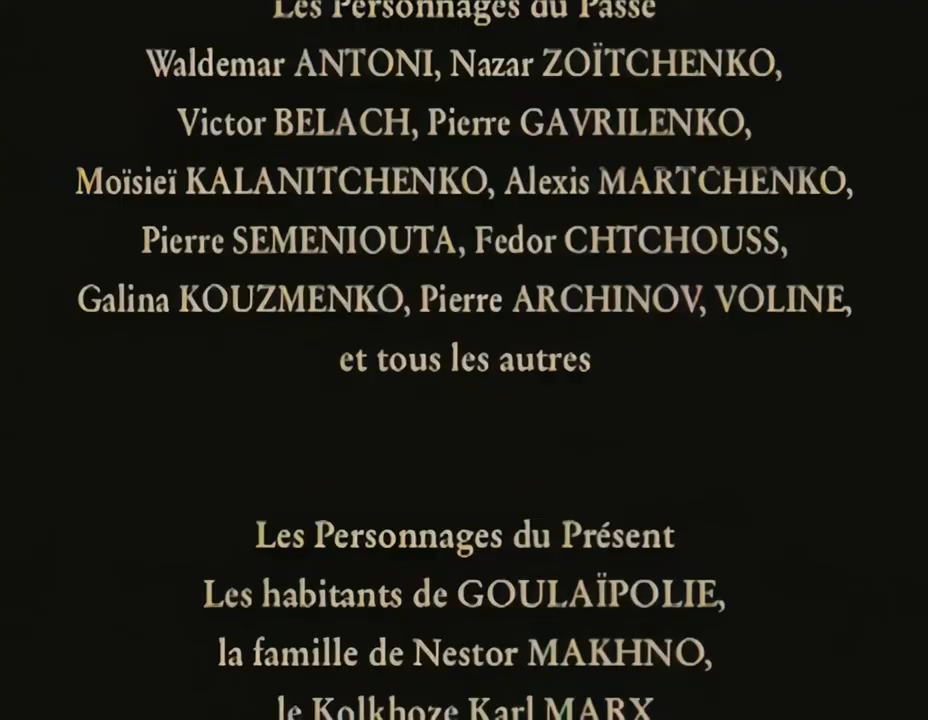 Les Personnages du Passé
Waldemar ANTONI, Nazar ZOÏTCHENKO,
Victor BELACH, Pierre GAVRILENKO,
Moïsieï KALANITCHENKO, Alexis MARTCHENKO,
Pierre SEMENIOUTA, Fedor CHTCHOUSS,
Galina KOUZMENKO, Pierre ARCHINOV, VOLINE,
et tous les autres
Les Personnages du Présent
Les habitants de GOULAÏPOLIE,
la famille de Nestor MAKHNO,
le Kolkhoze Karl MARX